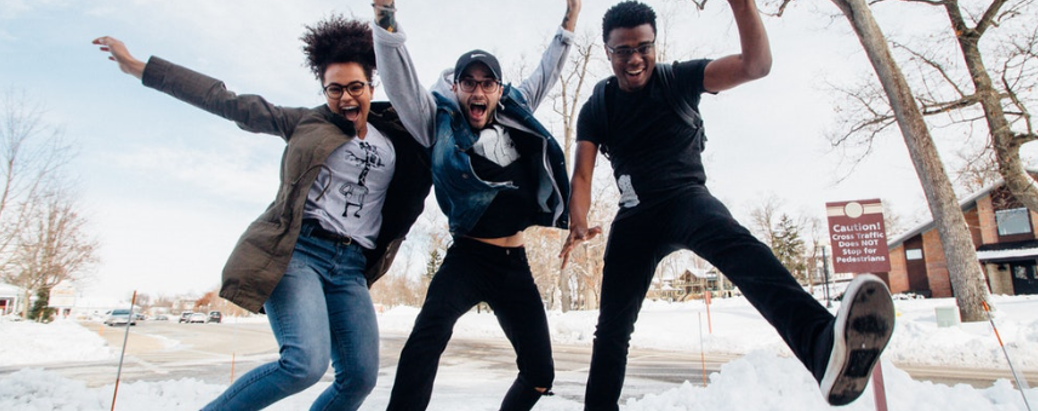 Caution!
Cross Traffic
Does NOT
Stop for
Pedestrians